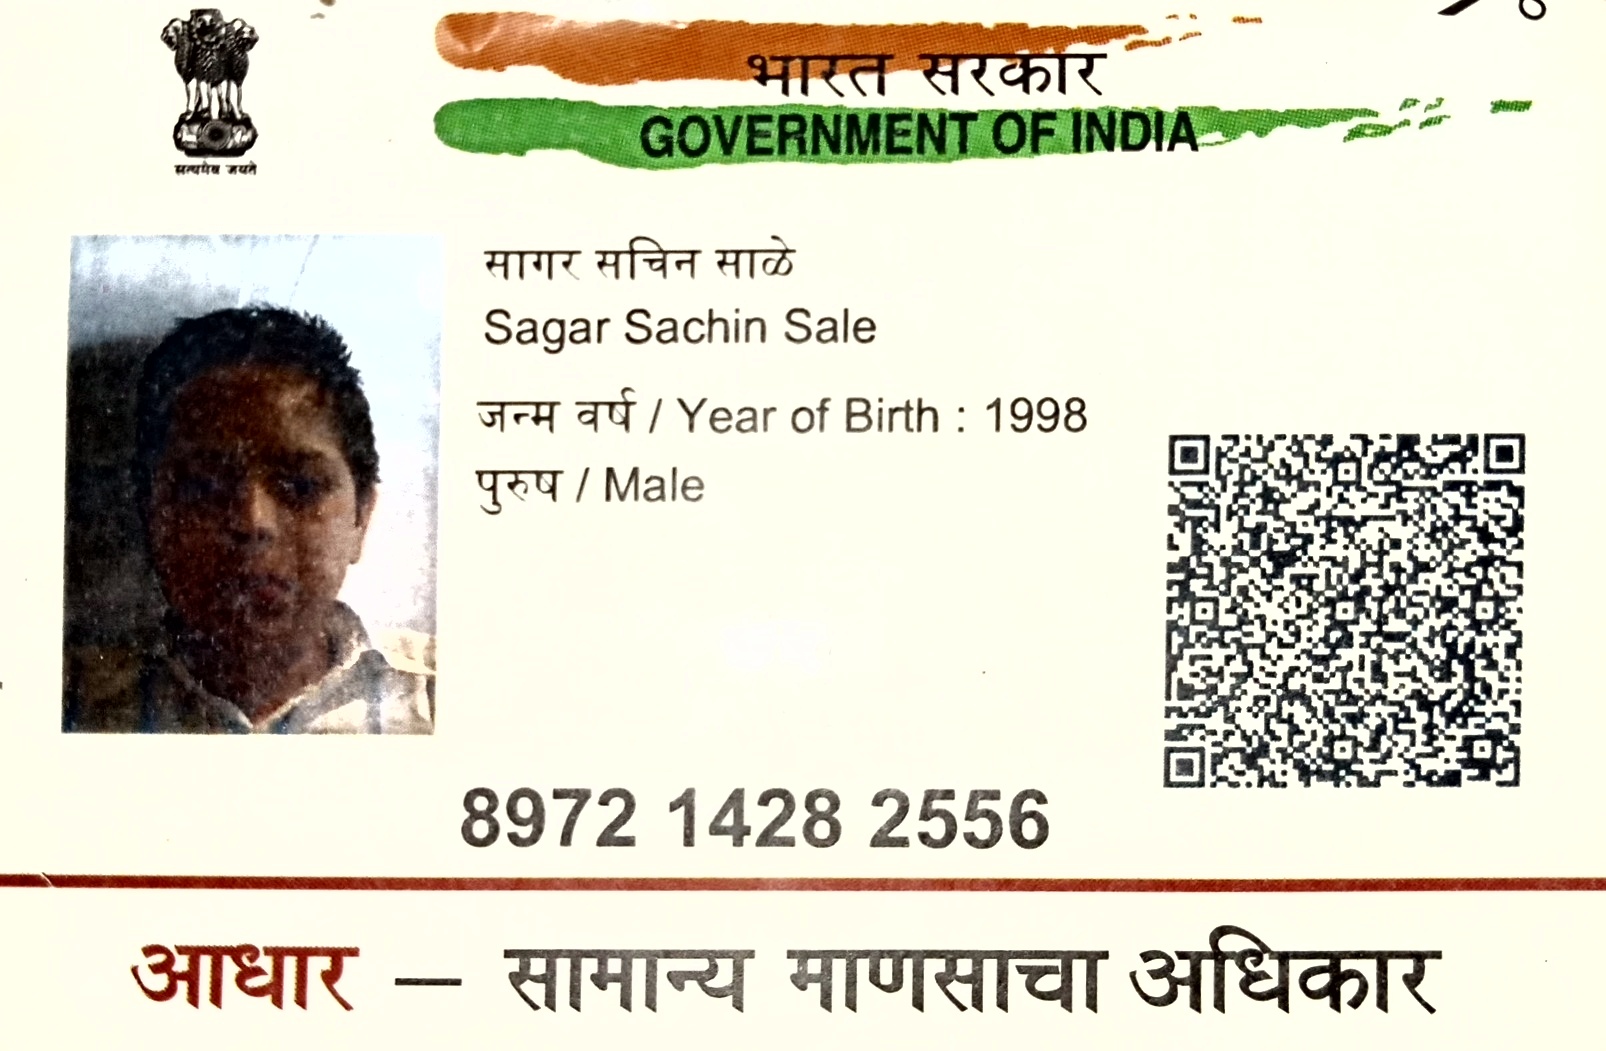 भारत सरकार
GOVERNMENT OF INDIA
सत्यमेव जयते
सागर सचिन साळे
Sagar Sachin Sale
जन्म वर्ष / Year of Birth : 1998
पुरुष / Male
8972 1428 2556
आधार — सामान्य माणसाचा अधिकार